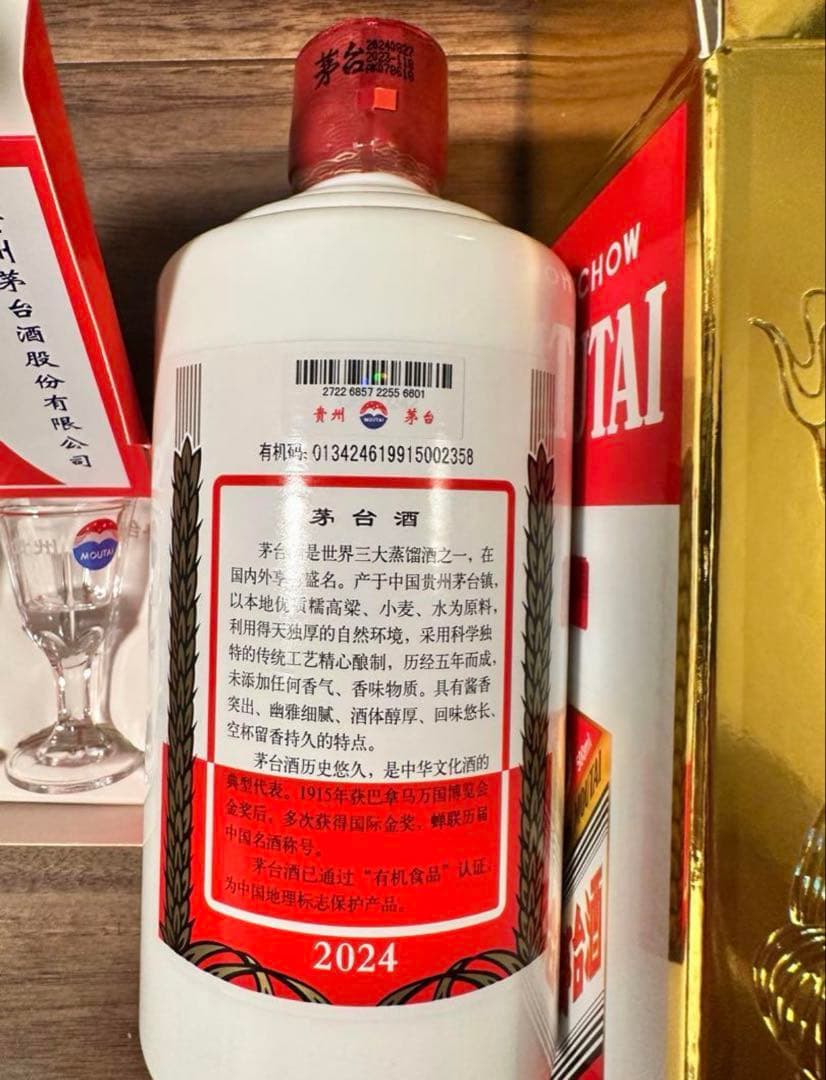 茅台
20240927
2023-118
贵州茅台酒股份有限公司
MOUTAI
CHOW
UTAI
2722 6857 2255 6601
贵州 MOUTAI 茅台
有机码: 013424619915002358
茅台酒
茅台 是世界三大蒸馏酒之一，在
国内外享 盛名。产于中国贵州茅台镇，
以本地优质糯高粱、小麦、水为原料，
利用得天独厚的自然环境，采用科学独
特的传统工艺精心酿制，历经五年而成，
未添加任何香气、香味物质。具有酱香
突出、幽雅细腻、酒体醇厚、回味悠长、
空杯留香持久的特点。
茅台酒历史悠久，是中华文化酒的
典型代表。1915年获巴拿马万国博览会
金奖后，多次获得国际金奖，蝉联历届
中国名酒称号。
茅台酒已通过“有机食品”认证，
为中国地理标志保护产品。
2024
MOUTAI
台酒